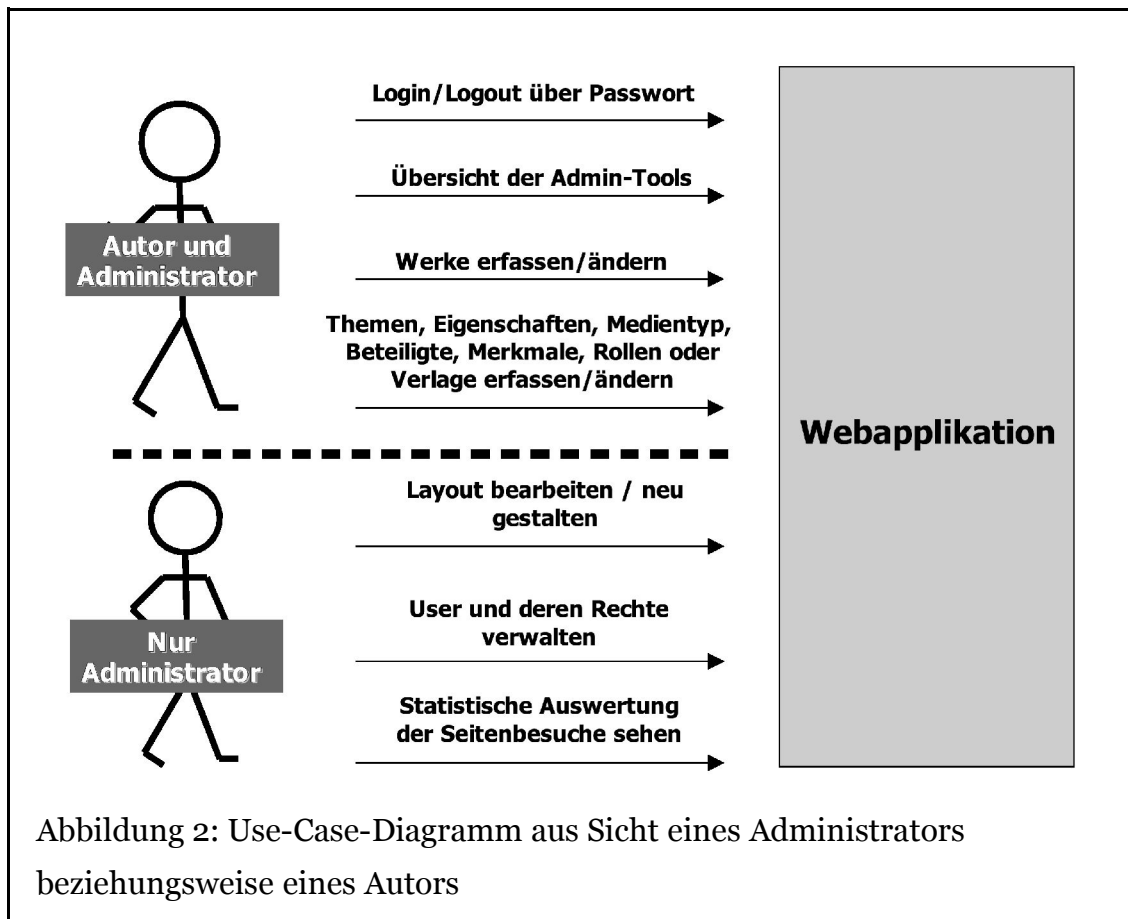 Login/Logout über Passwort
Übersicht der Admin-Tools
Autor und
Administrator
Werke erfassen/ändern
Themen, Eigenschaften, Medientyp,
Beteiligte, Merkmale, Rollen oder
Verlage erfassen/ändern
Webapplikation
Layout bearbeiten / neu
gestalten
User und deren Rechte
verwalten
Nur
Administrator
Statistische Auswertung
der Seitenbesuche sehen
Abbildung 2: Use-Case-Diagramm aus Sicht eines Administrators
beziehungsweise eines Autors